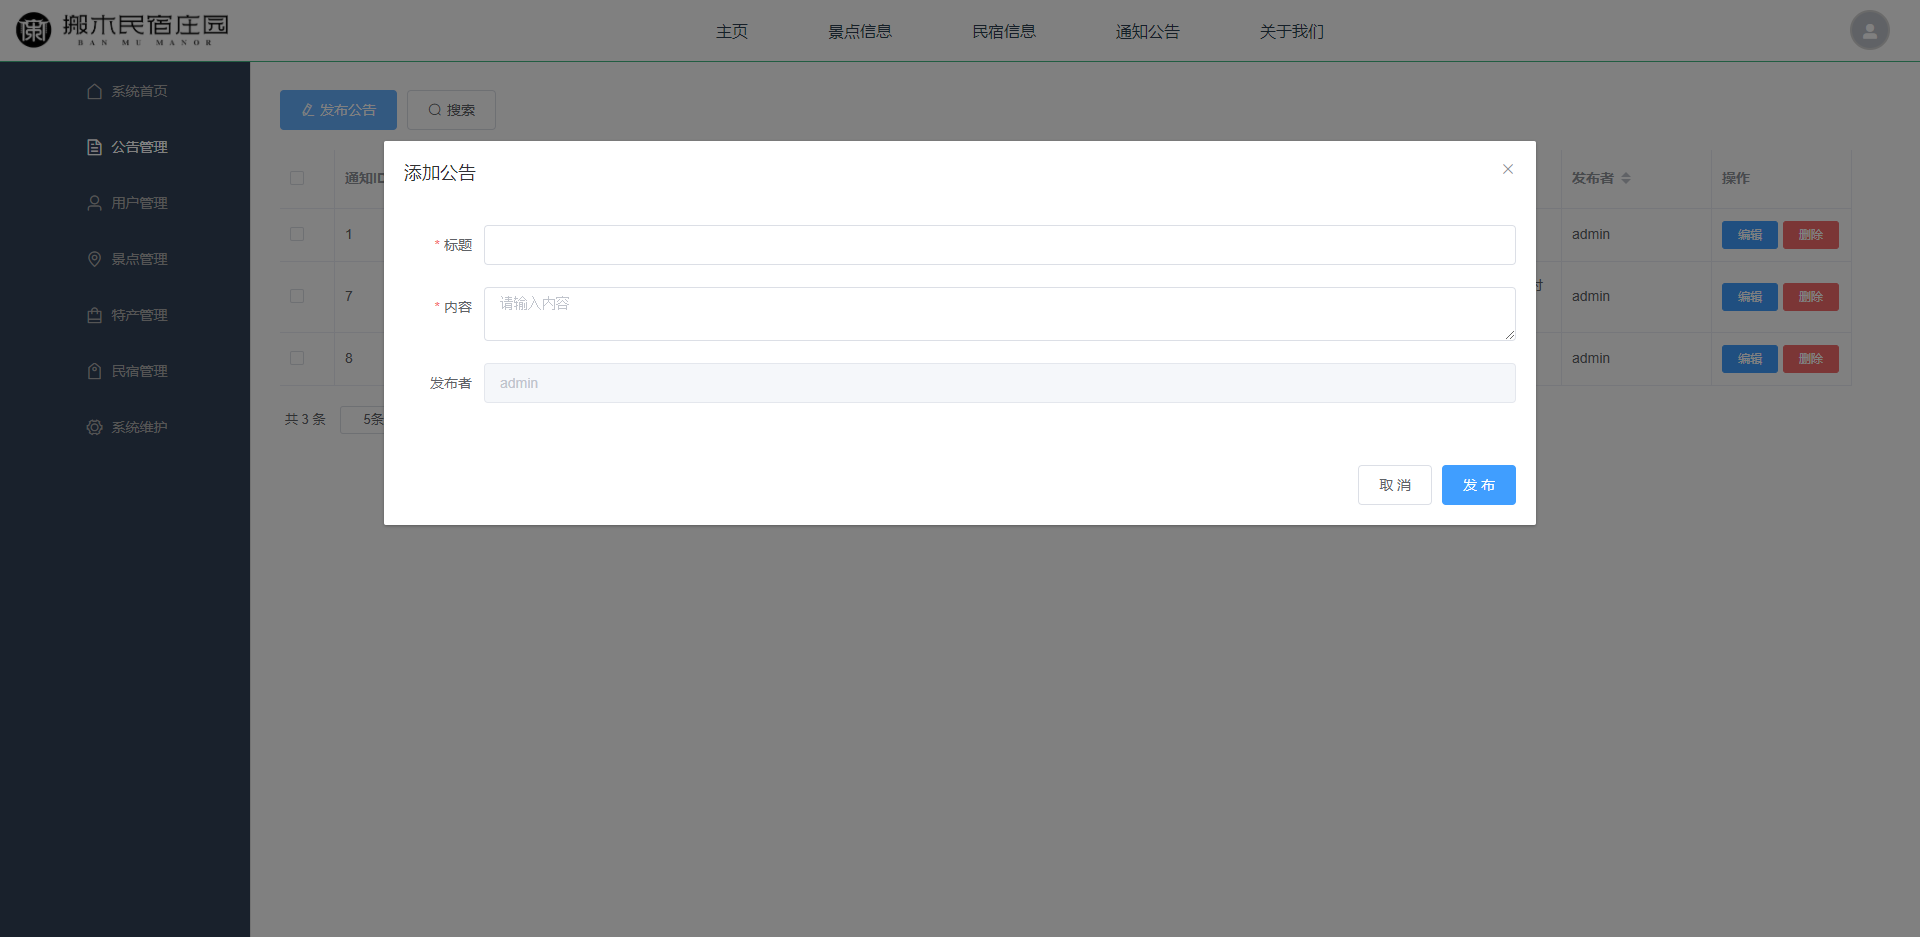 搬木民宿庄园
BAN MU MANOR
主页
景点信息
民宿信息
通知公告
关于我们
系统首页
公告管理
用户管理
景点管理
特产管理
民宿管理
系统维护
发布公告
搜索
通知ID
发布者
操作
1
admin
编辑
删除
7
时
admin
编辑
删除
8
admin
编辑
删除
共 3 条
5条
添加公告
* 标题
* 内容
请输入内容
发布者
admin
取 消
发 布